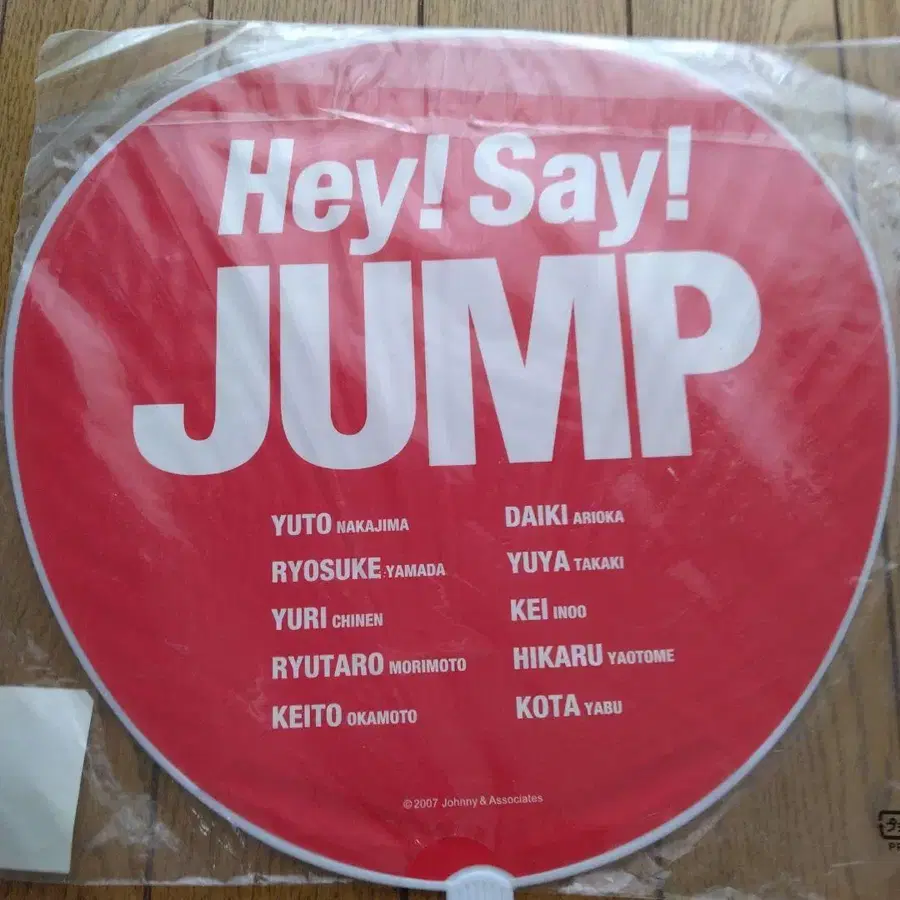 Hey! Say!
JUMP
YUTO NAKAJIMA
RYOSUKE YAMADA
YURI CHINEN
RYUTARO MORIMOTO
KEITO OKAMOTO
DAIKI ARIOKA
YUYA TAKAKI
KEI INOO
HIKARU YAOTOME
KOTA YABU
©2007 Johnny & Associates